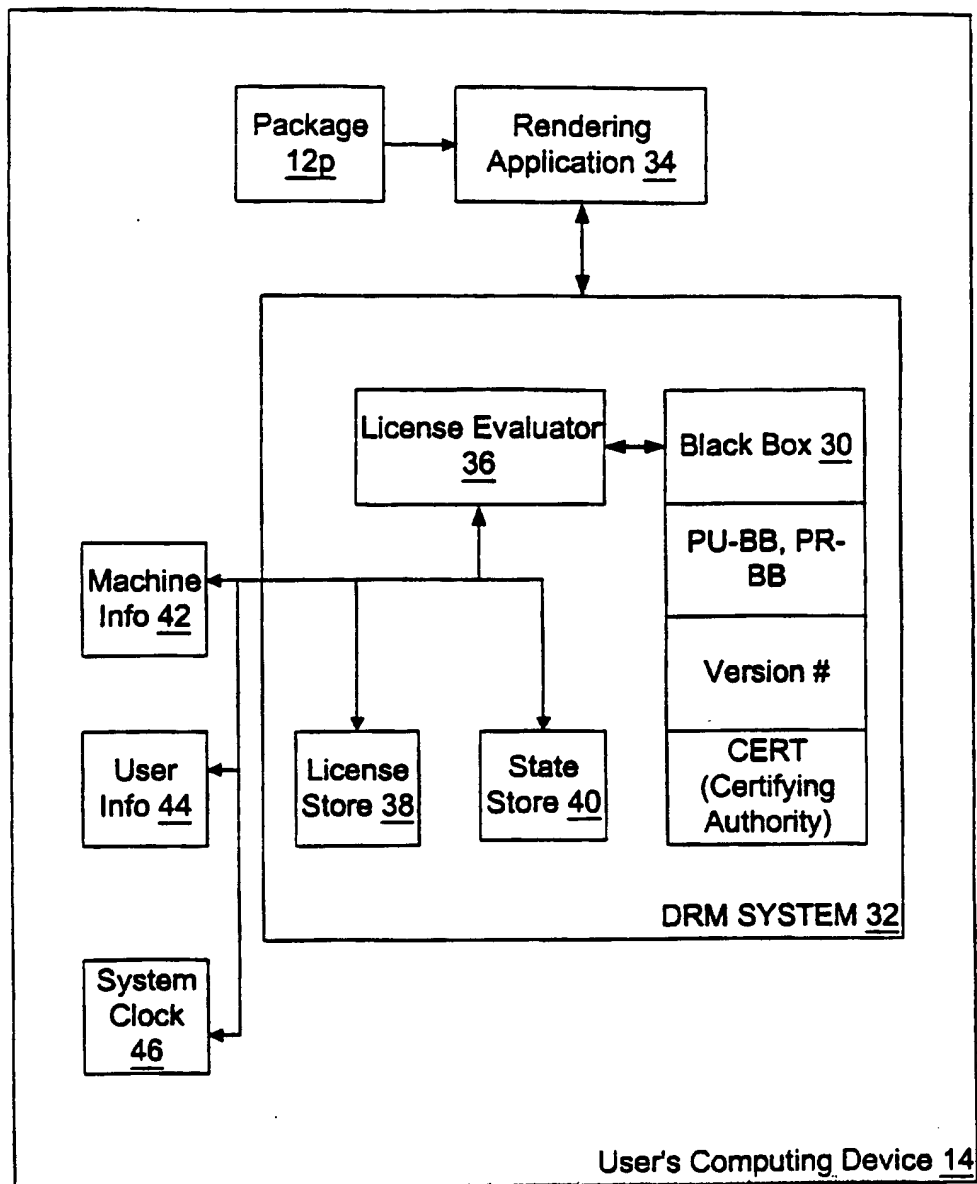 Package
12p
Rendering
Application 34
License Evaluator
36
Black Box 30
PU-BB, PR-
BB
Version #
CERT
(Certifying
Authority)
Machine
Info 42
User
Info 44
License
Store 38
State
Store 40
DRM SYSTEM 32
System
Clock
46
User's Computing Device 14